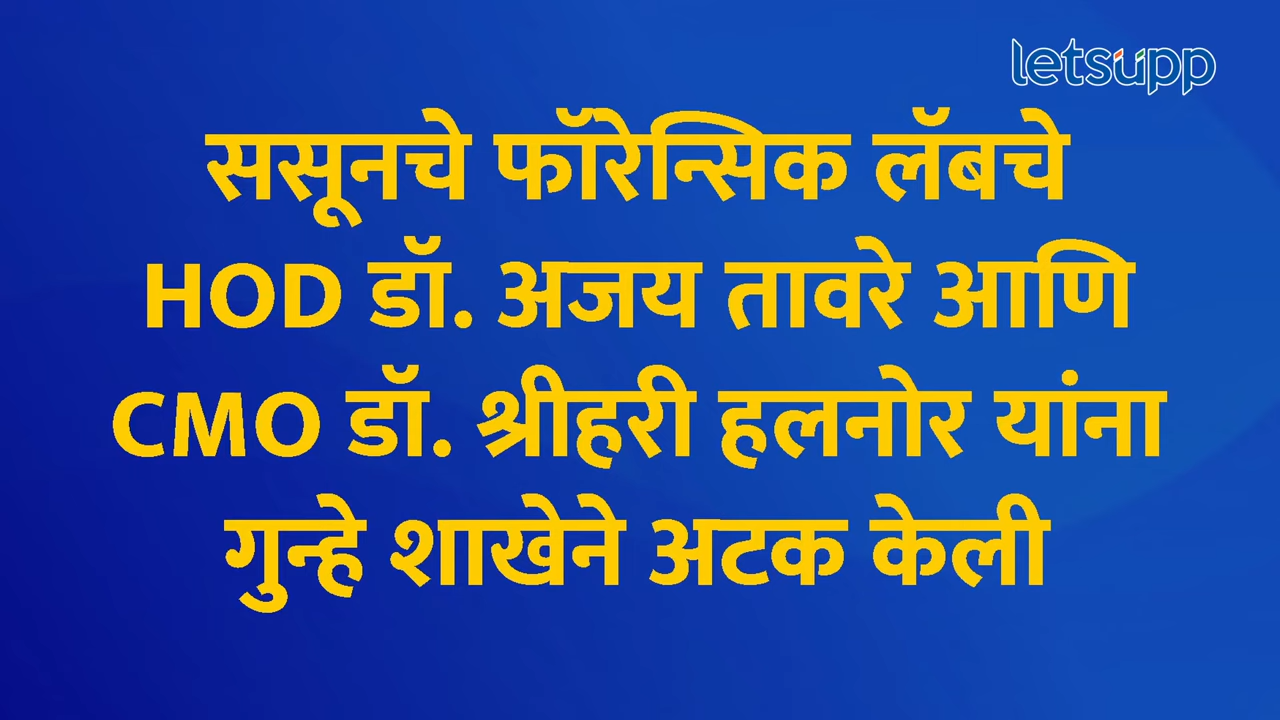 letsupp
ससूनचे फॉरेन्सिक लॅबचे
HOD डॉ. अजय तावरे आणि
CMO डॉ. श्रीहरी हलनोर यांना
गुन्हे शाखेने अटक केली